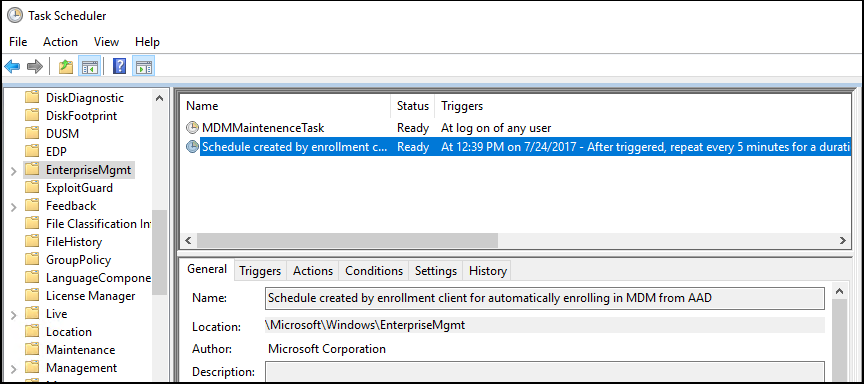 Task Scheduler
File Action View Help
DiskDiagnostic
DiskFootprint
DUSM
EDP
EnterpriseMgmt
ExploitGuard
Feedback
File Classification Inf
FileHistory
GroupPolicy
LanguageCompone
License Manager
Live
Location
Maintenance
Management
Name Status Triggers
MDMMaintenenceTask Ready At log on of any user
Schedule created by enrollment c... Ready At 12:39 PM on 7/24/2017 - After triggered, repeat every 5 minutes for a durati
General Triggers Actions Conditions Settings History
Name: Schedule created by enrollment client for automatically enrolling in MDM from AAD
Location: \Microsoft\Windows\EnterpriseMgmt
Author: Microsoft Corporation
Description: